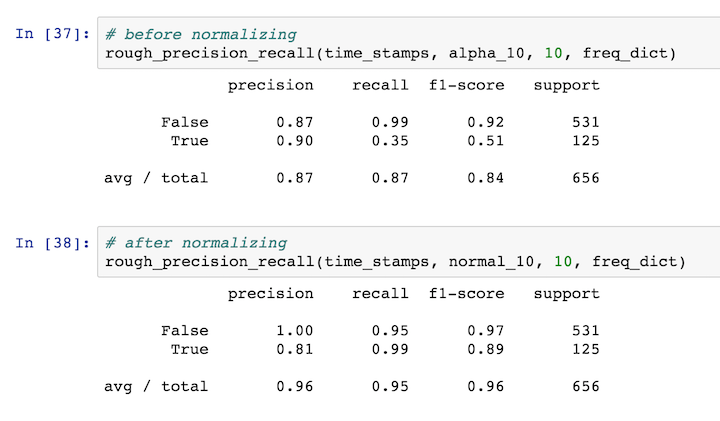 In [37]: # before normalizing
rough_precision_recall(time_stamps, alpha_10, 10, freq_dict)
precision recall f1-score support
False 0.87 0.99 0.92 531
True 0.90 0.35 0.51 125
avg / total 0.87 0.87 0.84 656
In [38]: # after normalizing
rough_precision_recall(time_stamps, normal_10, 10, freq_dict)
precision recall f1-score support
False 1.00 0.95 0.97 531
True 0.81 0.99 0.89 125
avg / total 0.96 0.95 0.96 656